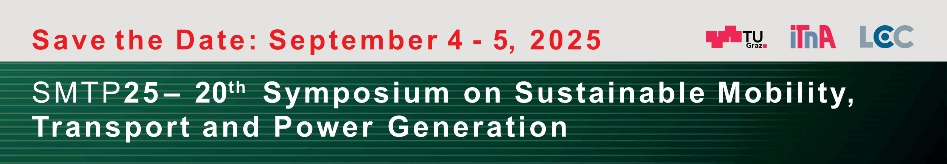 Save the Date: September 4 - 5, 2025
TU
Graz
iTnA
LCC
SMTP25– 20th Symposium on Sustainable Mobility,
Transport and Power Generation